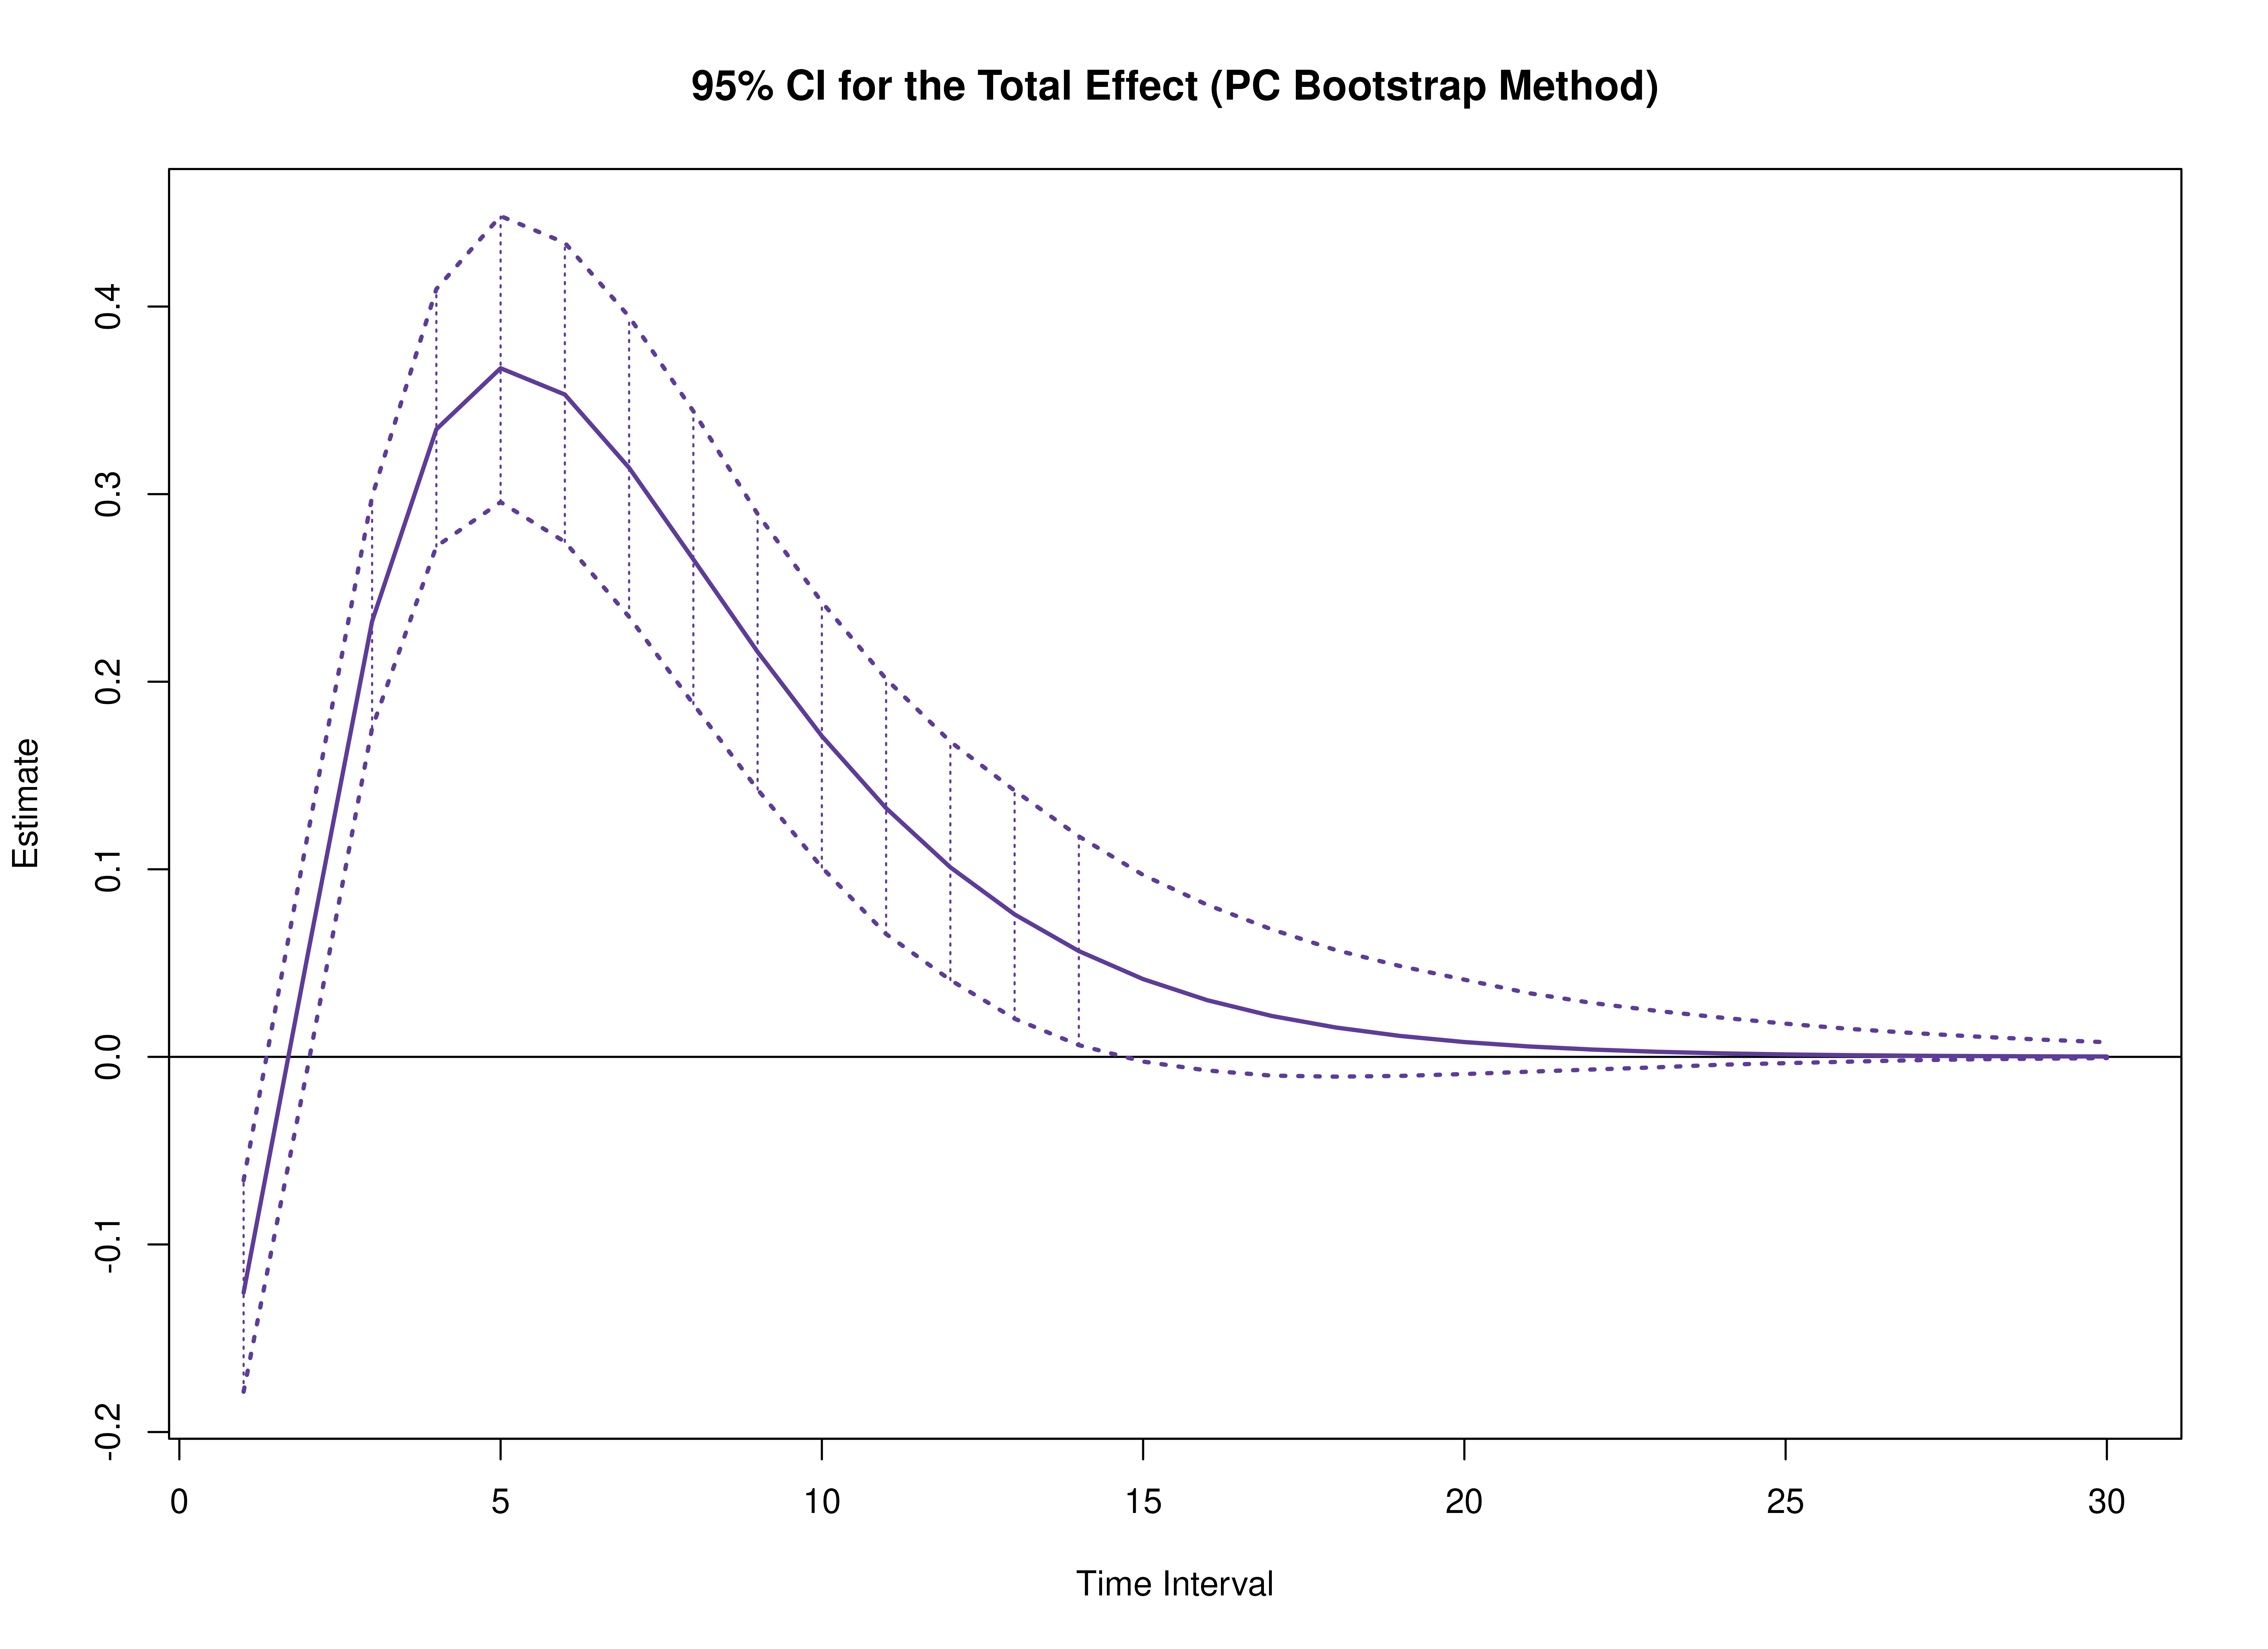 95% CI for the Total Effect (PC Bootstrap Method)
Estimate
0.4
0.3
0.2
0.1
0.0
-0.1
-0.2
0 5 10 15 20 25 30
Time Interval